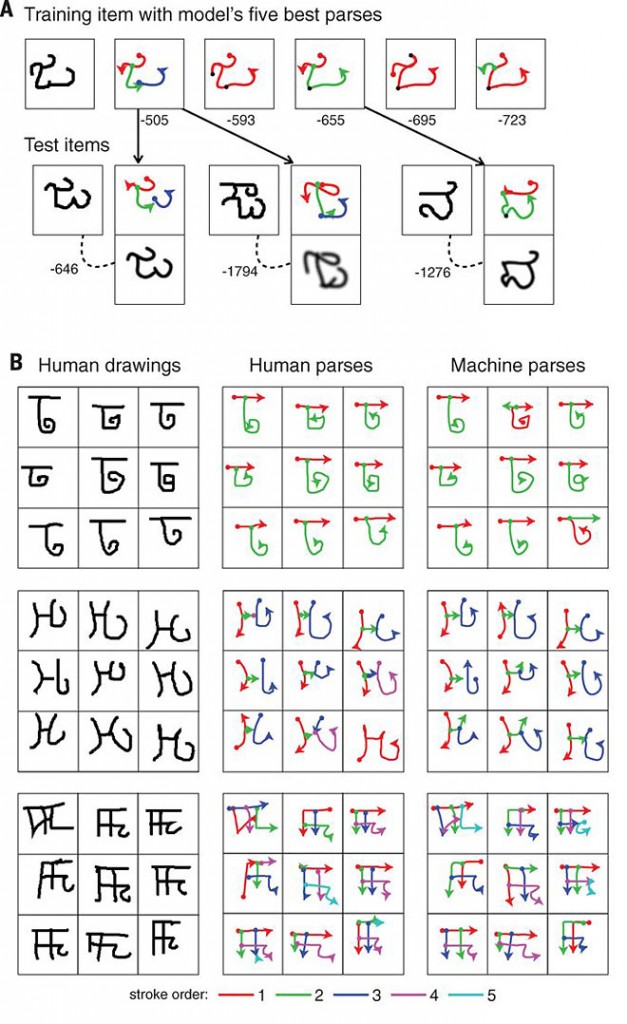 A Training item with model's five best parses
-505 -593 -655 -695 -723
Test items
-646 -1794 -1276
B Human drawings Human parses Machine parses
stroke order: 1 2 3 4 5